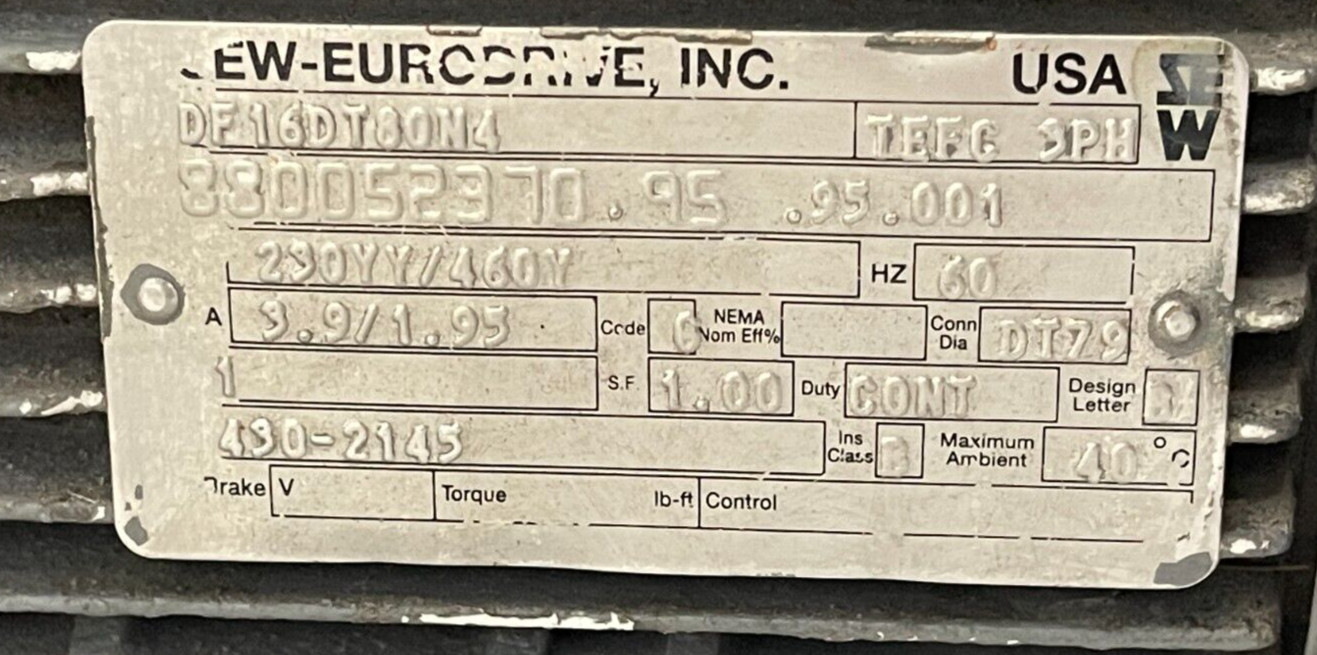 EW-EURODRIVE, INC. USA SEW
DF16DT80N4 TEFC 3PH
880052370.95 .95.001
230YY/460Y HZ 60
A 3.9/1.95 Code NEMA Nom Eff% Conn Dia DT79
1 S.F. 1.00 Duty CONT Design Letter
430-2145 Ins Class B Maximum Ambient 40 °C
Brake V Torque lb-ft Control